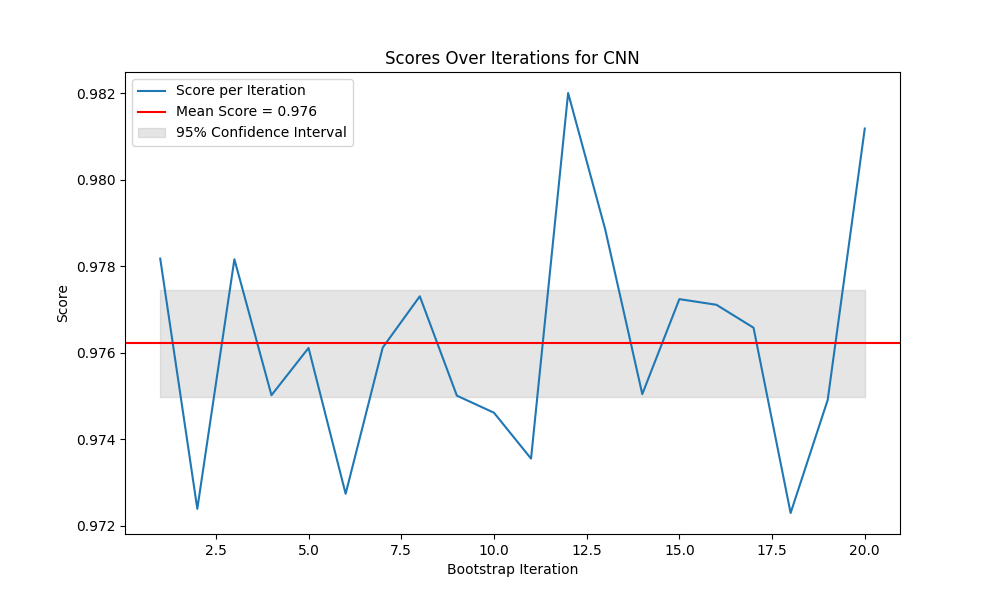 Scores Over Iterations for CNN
Score per Iteration
Mean Score = 0.976
95% Confidence Interval
0.982
0.980
0.978
0.976
0.974
0.972
Score
2.5 5.0 7.5 10.0 12.5 15.0 17.5 20.0
Bootstrap Iteration